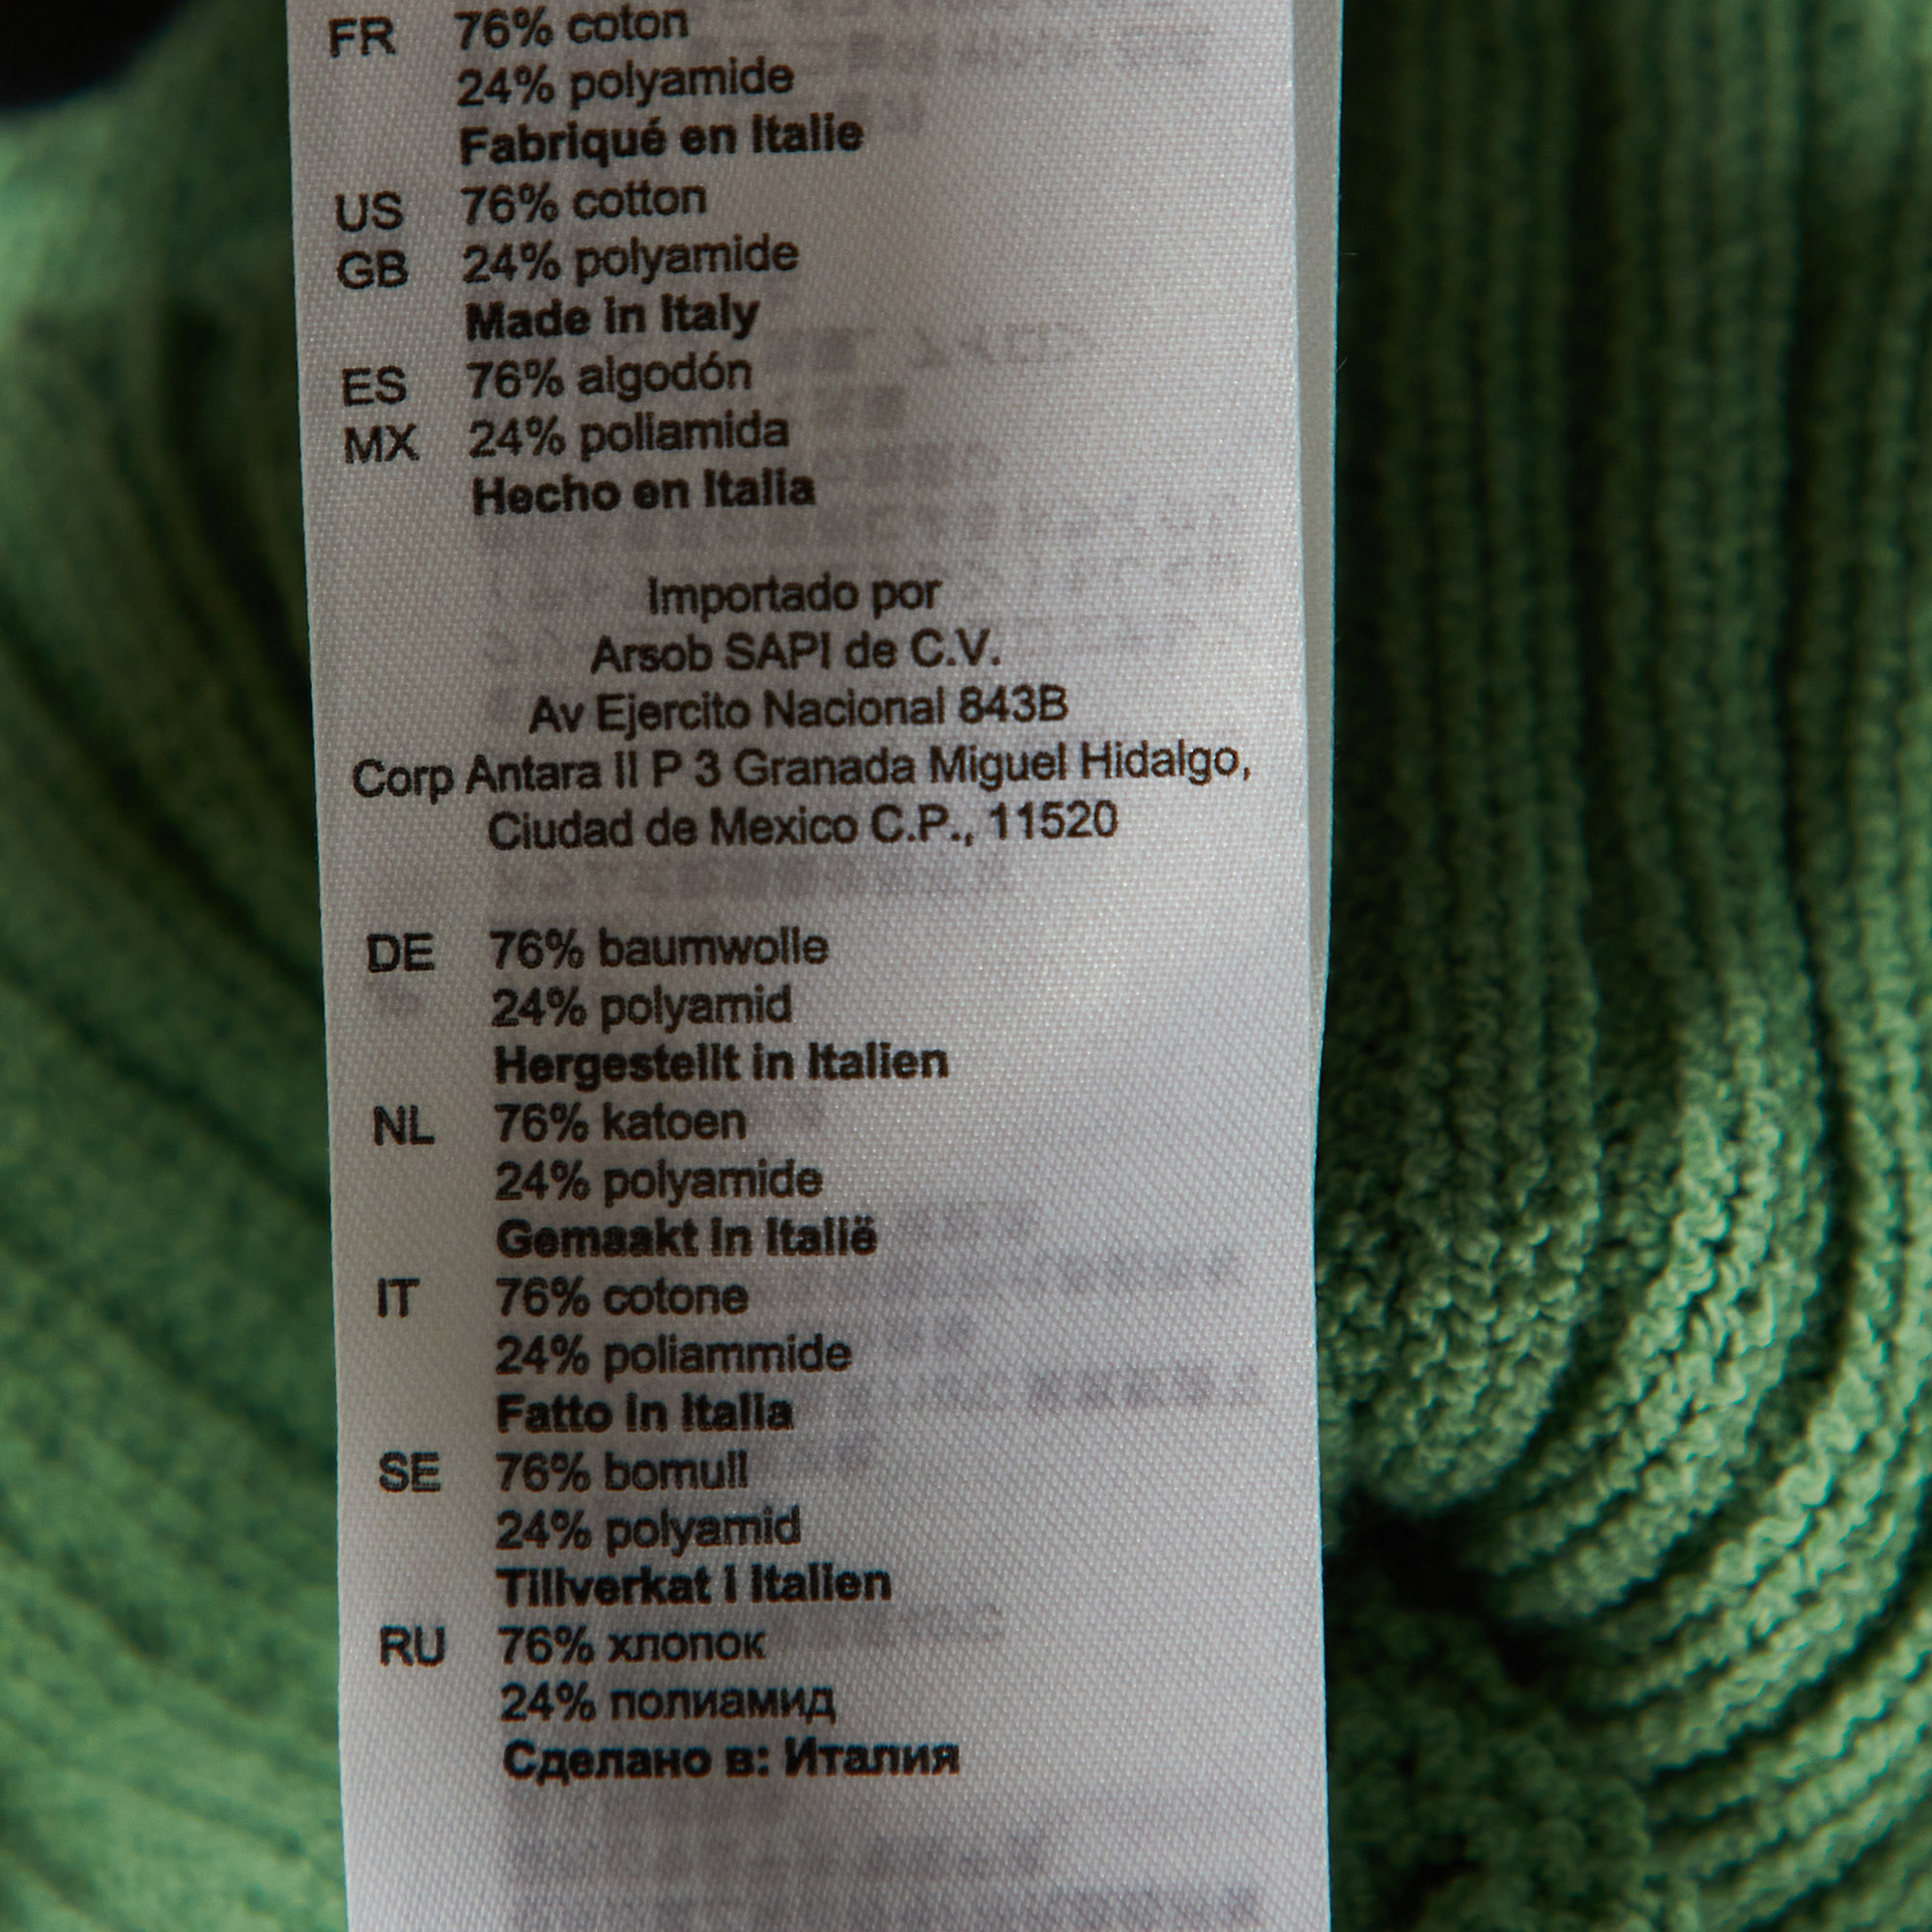 FR 76% coton
24% polyamide
Fabriqué en Italie
US 76% cotton
GB 24% polyamide
Made in Italy
ES 76% algodón
MX 24% poliamida
Hecho en Italia
Importado por
Arsob SAPI de C.V.
Av Ejercito Nacional 843B
Corp Antara II P 3 Granada Miguel Hidalgo,
Ciudad de Mexico C.P., 11520
DE 76% baumwolle
24% polyamid
Hergestellt in Italien
NL 76% katoen
24% polyamide
Gemaakt in Italië
IT 76% cotone
24% poliammide
Fatto in Italia
SE 76% bomull
24% polyamid
Tillverkat i Italien
RU 76% хлопок
24% полиамид
Сделано в: Италия